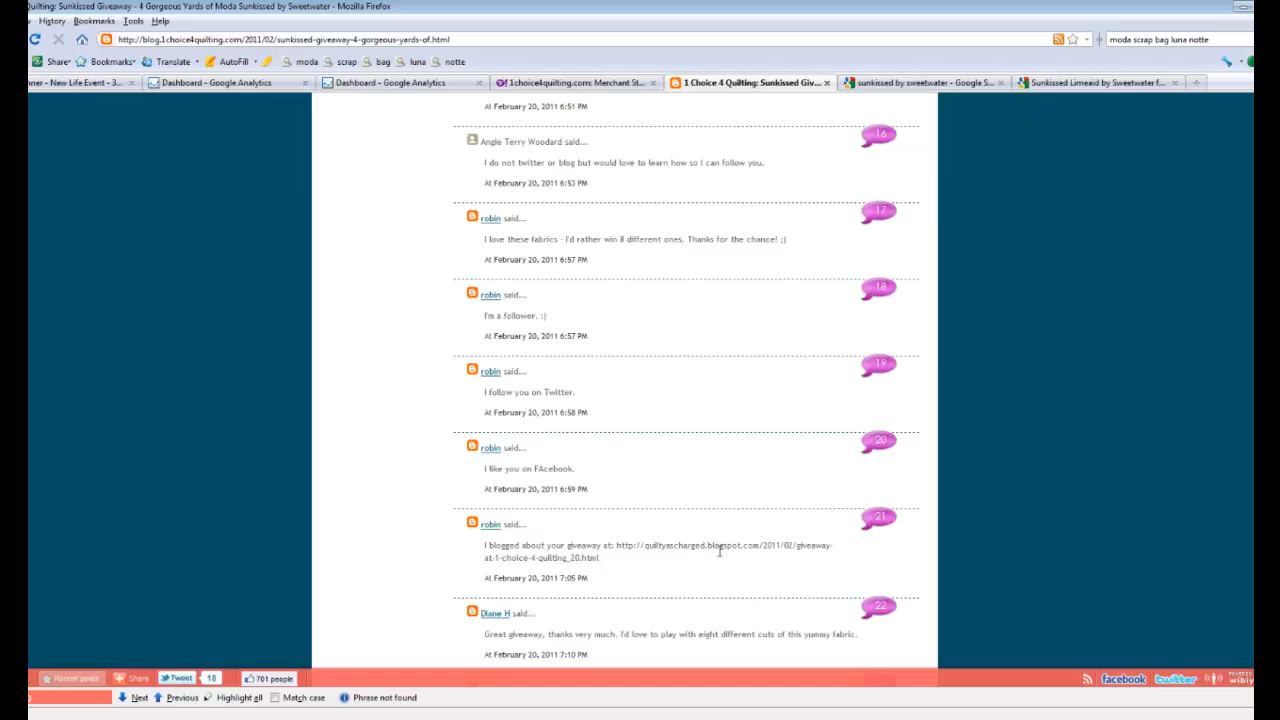 Quilting: Sunkissed Giveaway - 4 Gorgeous Yards of Moda Sunkissed by Sweetwater - Mozilla Firefox
History Bookmarks Tools Help
http://blog.1choice4quilting.com/2011/02/sunkissed-giveaway-4-gorgeous-yards-of.html
moda scrap bag luna notte
Share Bookmarks Translate AutoFill moda scrap bag luna notte
nner - New Life Event - 3... Dashboard - Google Analytics Dashboard - Google Analytics 1choice4quilting.com: Merchant St... 1 Choice 4 Quilting: Sunkissed Giv... sunkissed by sweetwater - Google S... Sunkissed Limeaid by Sweetwater f...
At February 20, 2011 6:51 PM
16
Angie Terry Woodard said...
I do not twitter or blog but would love to learn how so I can follow you.
At February 20, 2011 6:53 PM
17
robin said...
I love these fabrics - I'd rather win 8 different ones. Thanks for the chance! ;)
At February 20, 2011 6:57 PM
18
robin said...
I'm a follower. :)
At February 20, 2011 6:57 PM
19
robin said...
I follow you on Twitter.
At February 20, 2011 6:58 PM
20
robin said...
I like you on FAcebook.
At February 20, 2011 6:59 PM
21
robin said...
I blogged about your giveaway at: http://quiltyascharged.blogspot.com/2011/02/giveaway-
at-1-choice-4-quilting_20.html
At February 20, 2011 7:05 PM
22
Diane H said...
Great giveaway, thanks very much. I'd love to play with eight different cuts of this yummy fabric.
At February 20, 2011 7:10 PM
Recent posts Share Tweet 18 701 people facebook twitter POWERED wibiy
Next Previous Highlight all Match case Phrase not found